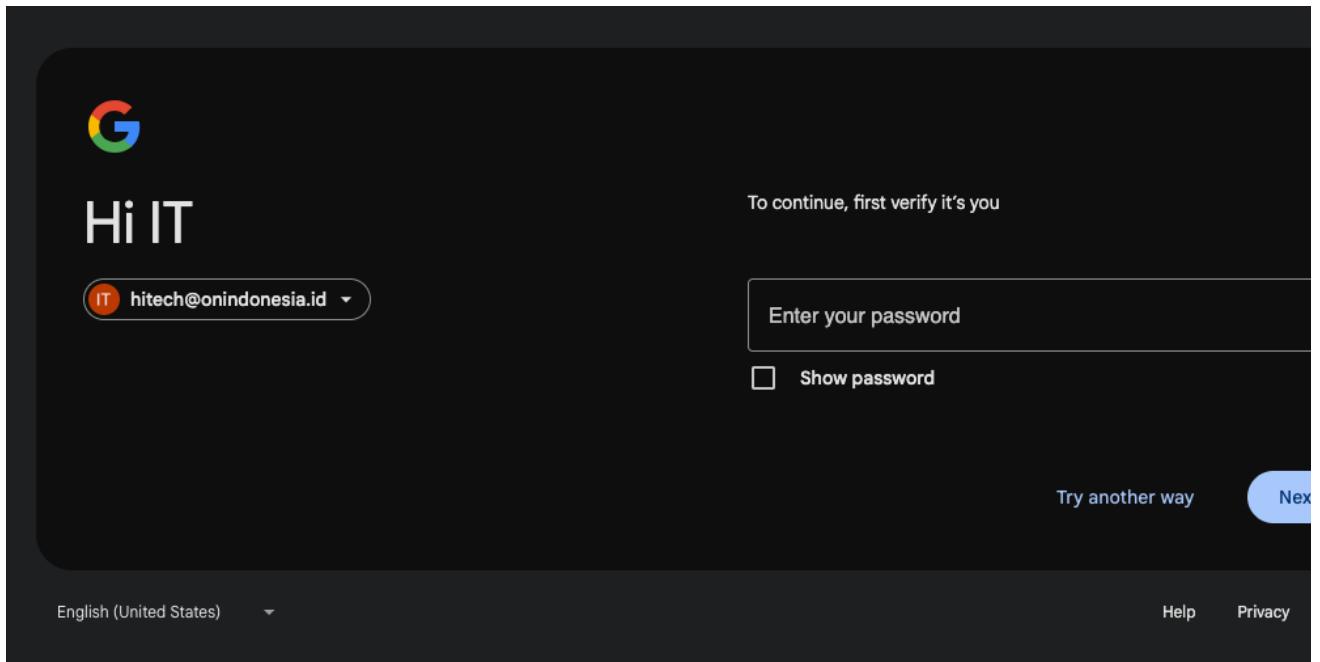 Hi IT
IT hitech@onindonesia.id
To continue, first verify it's you
Enter your password
Show password
Try another way
Nex
English (United States)
Help Privacy